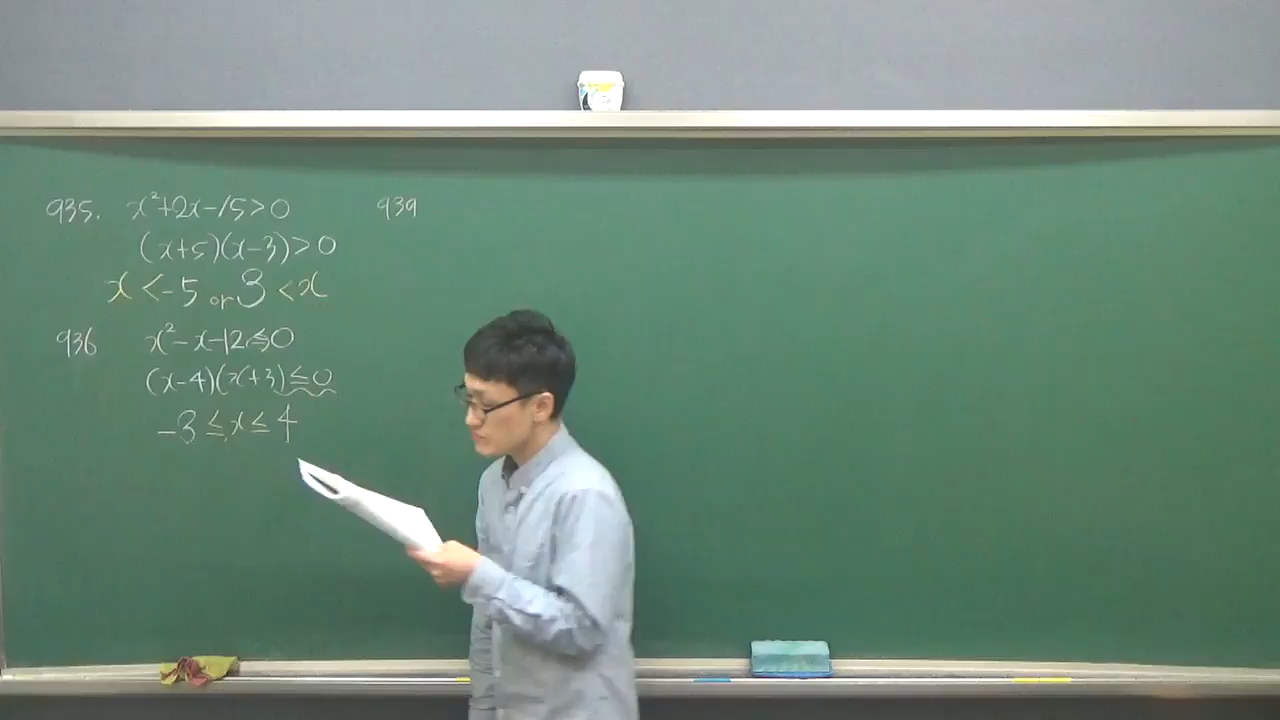 935. x²+2x-15>0
(x+5)(x-3)>0
x<-5 or 3<x
936 x²-x-12≤0
(x-4)(x+3)≤0
-3≤x≤4
939